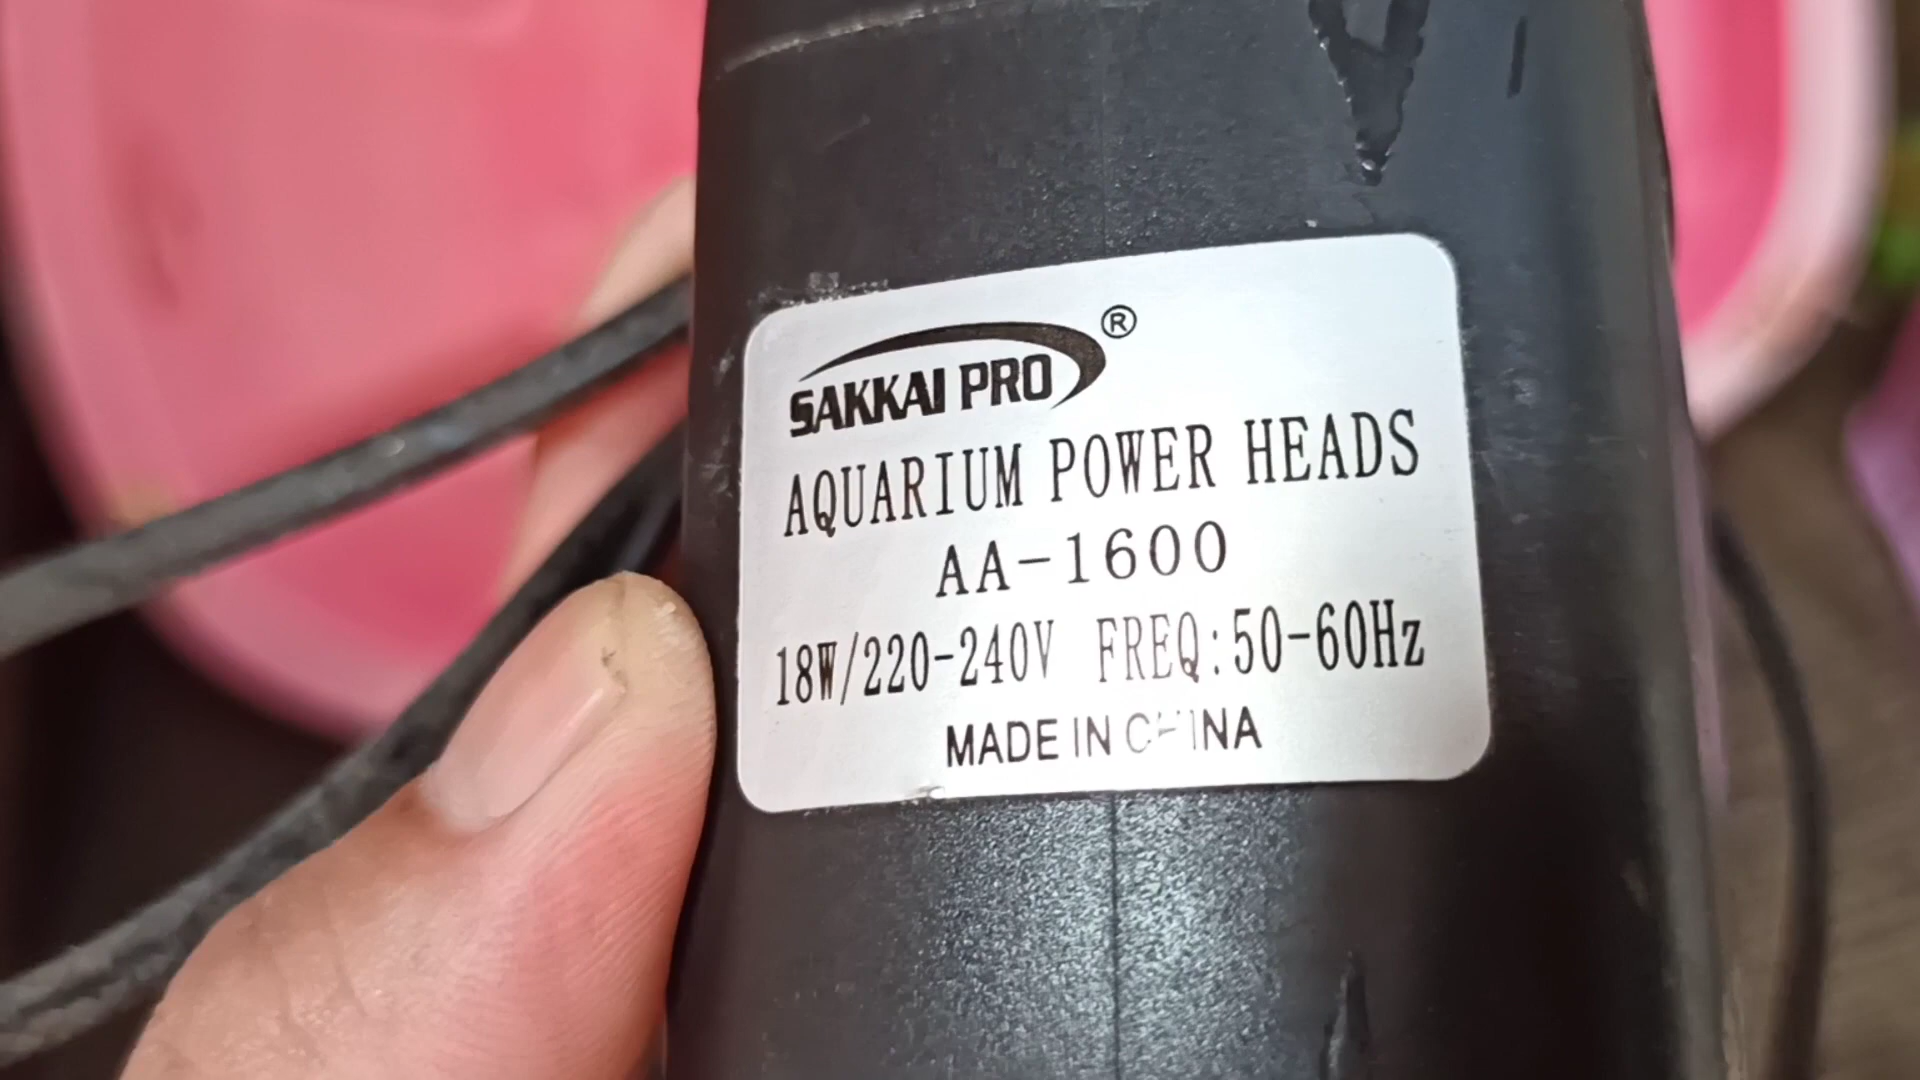 SAKKAI PRO®
AQUARIUM POWER HEADS
AA-1600
18W/220-240V FREQ:50-60Hz
MADE IN CHINA